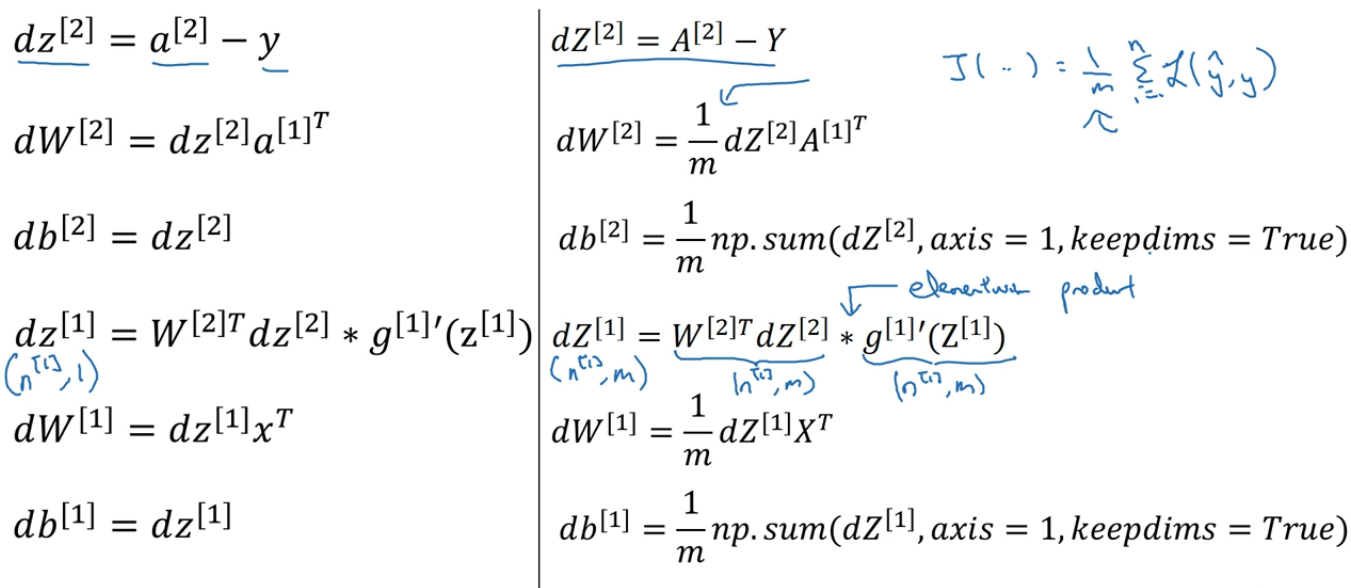 dz^[2] = a^[2] − y
dW^[2] = dz^[2]a^[1]^T
db^[2] = dz^[2]
dz^[1] = W^[2]T dz^[2] * g^[1]′(z^[1])
(n^[1], 1)
dW^[1] = dz^[1]x^T
db^[1] = dz^[1]
dZ^[2] = A^[2] − Y
J(··) = 1/m Σ^n_i= L(ŷ, y)
dW^[2] = 1/m dZ^[2]A^[1]^T
db^[2] = 1/m np.sum(dZ^[2], axis = 1, keepdims = True)
elementwise product
dZ^[1] = W^[2]T dZ^[2] * g^[1]′(Z^[1])
(n^[1], m) (n^[1], m) (n^[1], m)
dW^[1] = 1/m dZ^[1]X^T
db^[1] = 1/m np.sum(dZ^[1], axis = 1, keepdims = True)